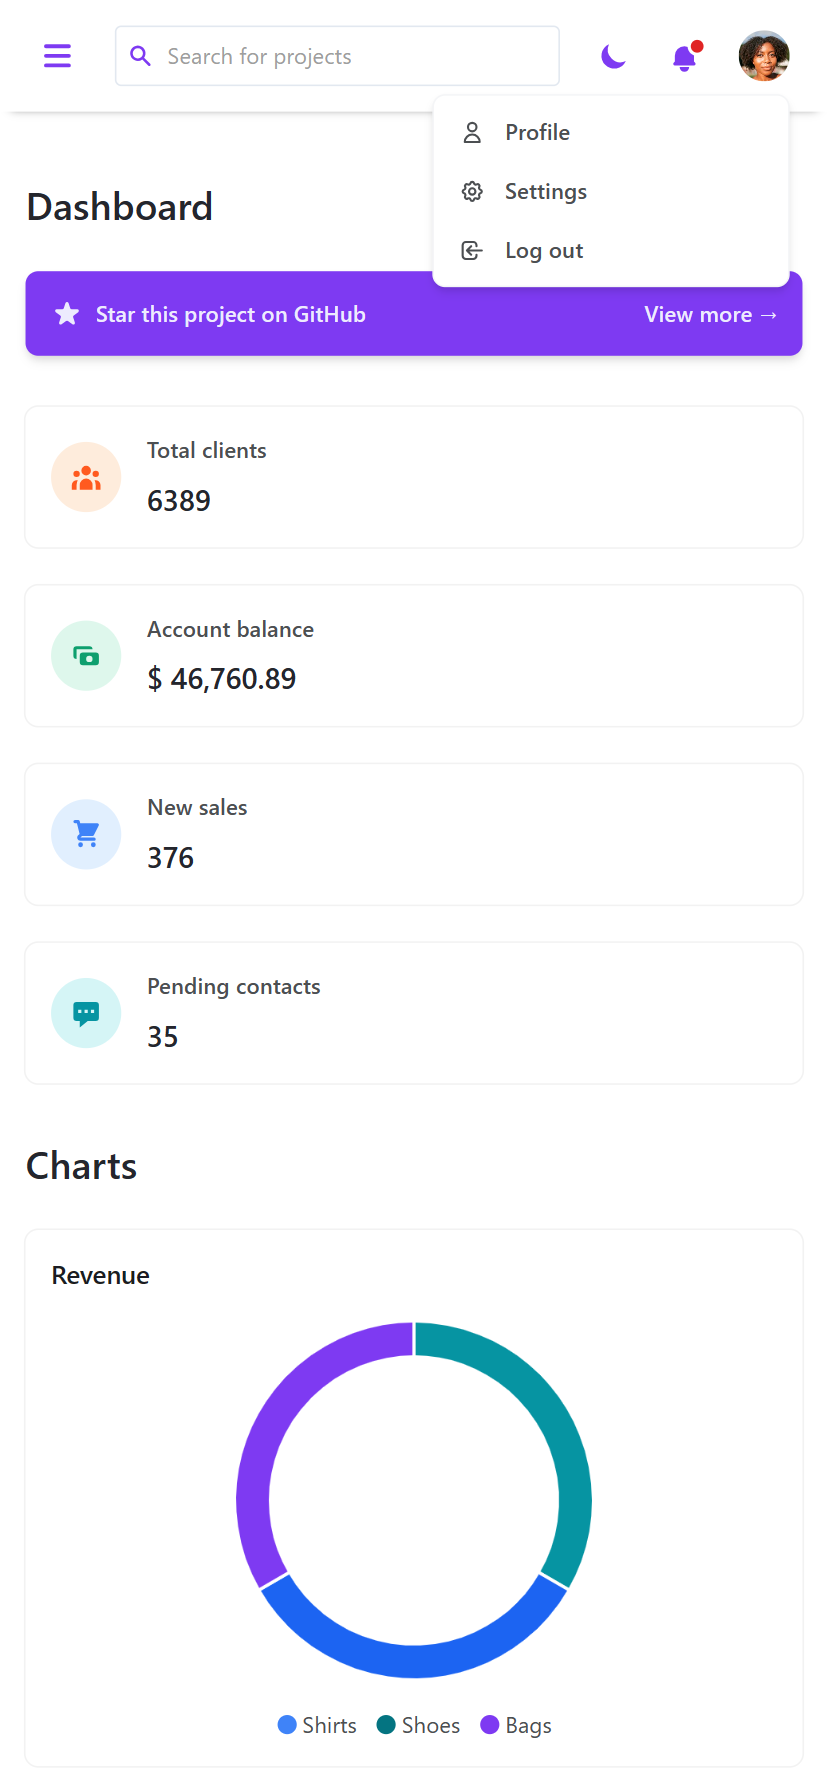 Search for projects
Profile
Settings
Log out
Dashboard
Star this project on GitHub
View more →
Total clients
6389
Account balance
$ 46,760.89
New sales
376
Pending contacts
35
Charts
Revenue
Shirts Shoes Bags